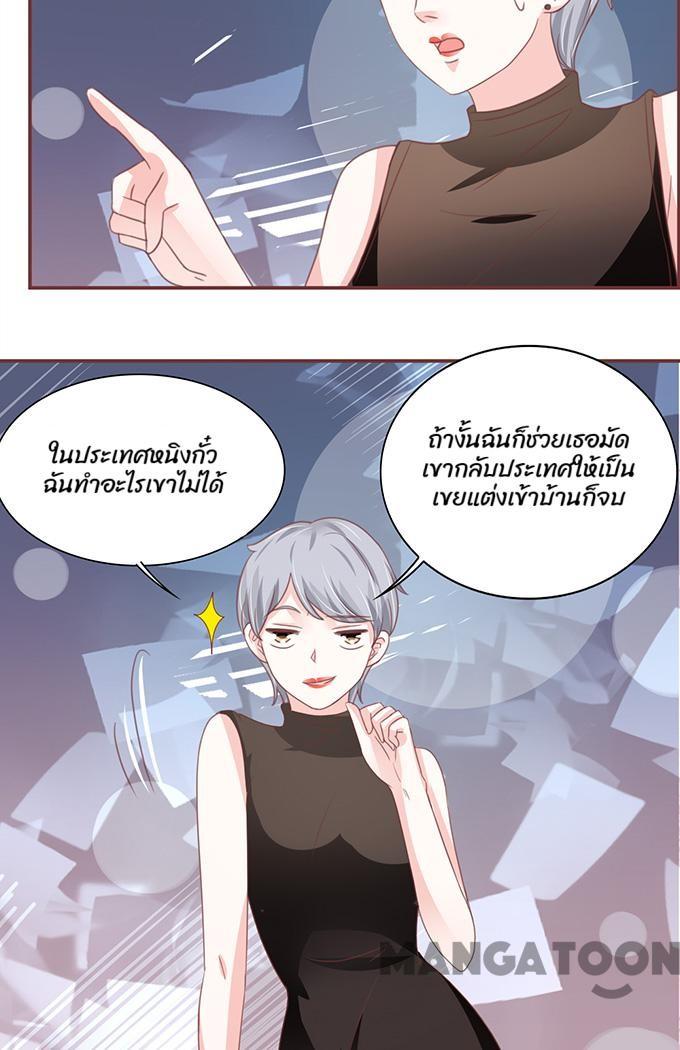 ในประเทศหนิงกั๋ว
ฉันทำอะไรเขาไม่ได้
ถ้างั้นฉันก็ช่วยเธอมัด
เขากลับประเทศให้เป็น
เขยแต่งเข้าบ้านก็จบ
MANGATOON